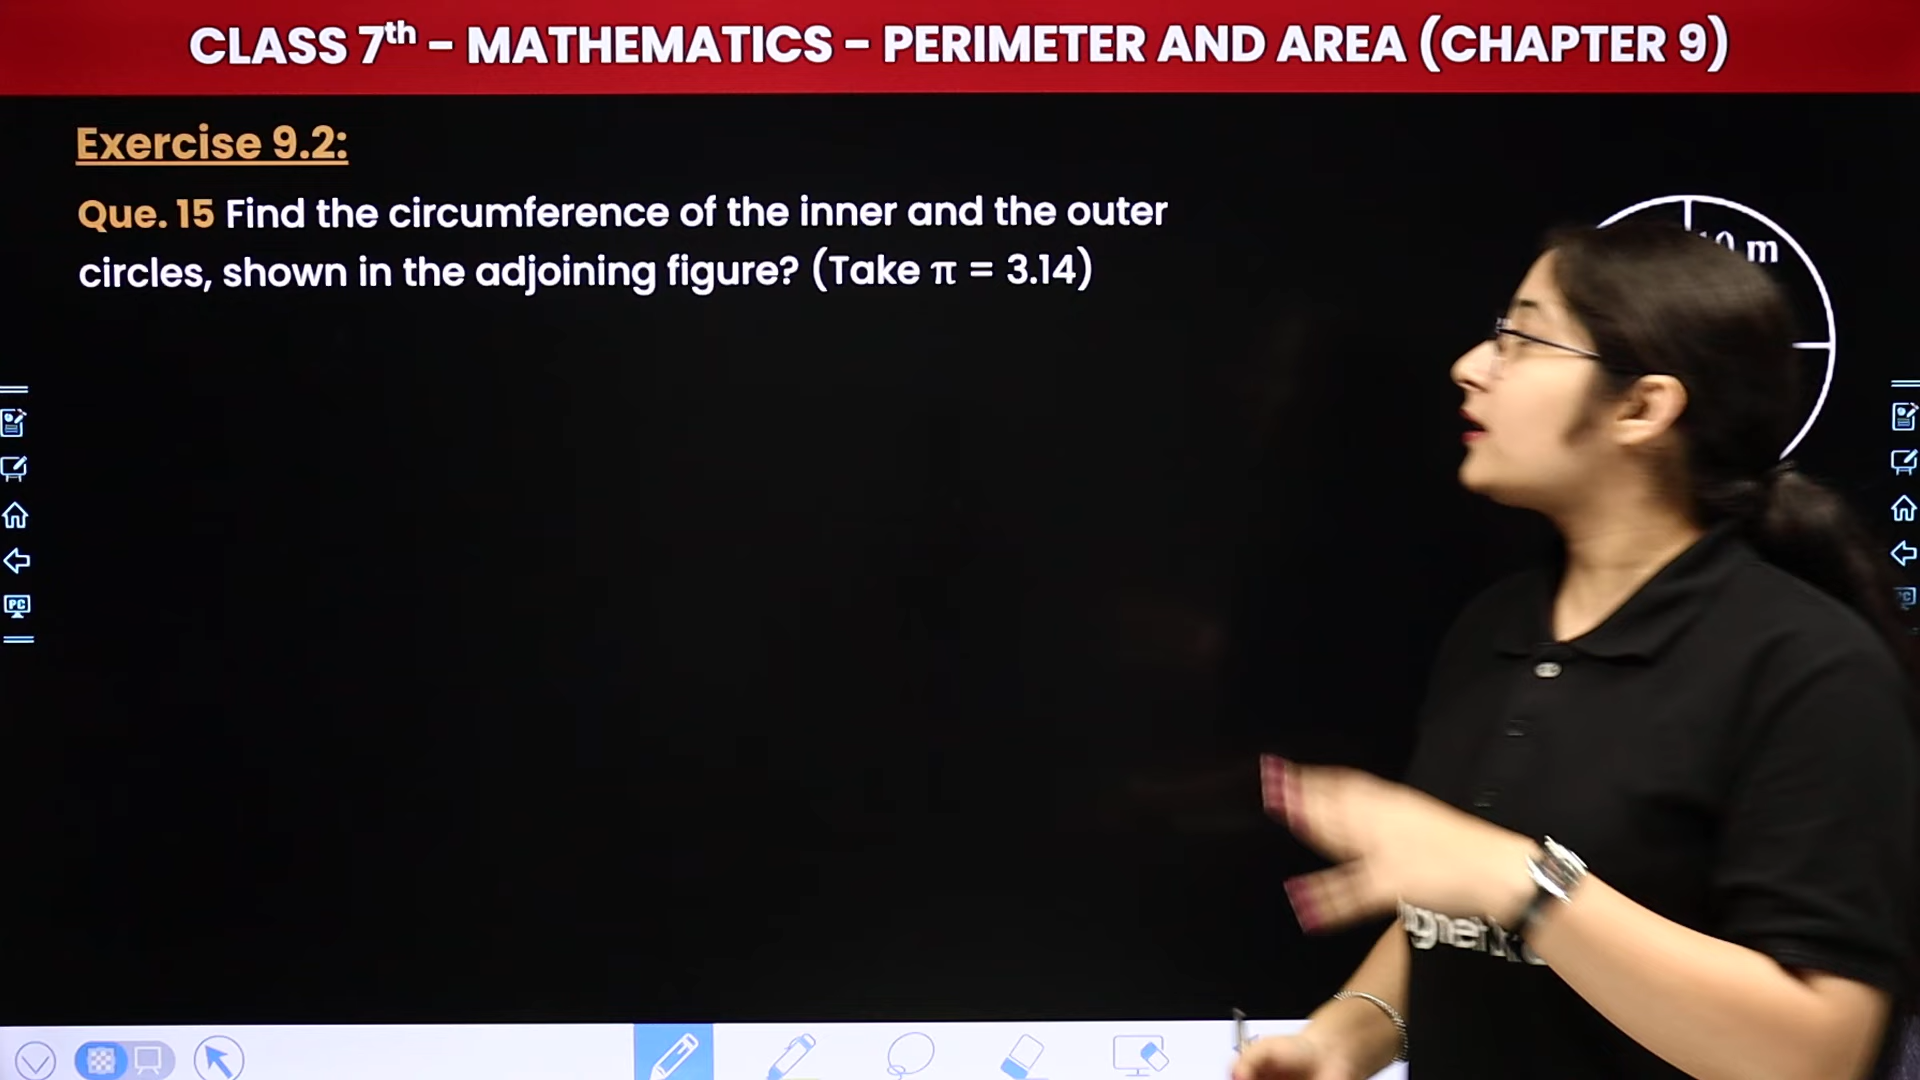 CLASS 7th - MATHEMATICS - PERIMETER AND AREA (CHAPTER 9)
Exercise 9.2:
Que. 15 Find the circumference of the inner and the outer
circles, shown in the adjoining figure? (Take π = 3.14)
m
PC